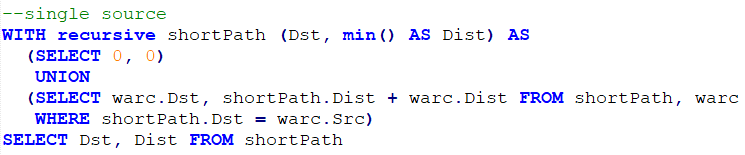 --single source
WITH recursive shortPath (Dst, min() AS Dist) AS
(SELECT 0, 0)
UNION
(SELECT warc.Dst, shortPath.Dist + warc.Dist FROM shortPath, warc
WHERE shortPath.Dst = warc.Src)
SELECT Dst, Dist FROM shortPath